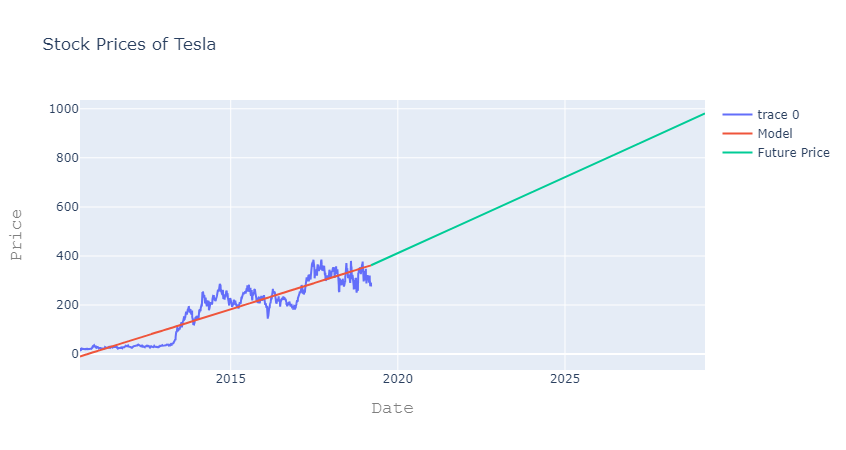 Stock Prices of Tesla
trace 0
Model
Future Price
1000
800
600
400
200
0
Price
2015
2020
2025
Date